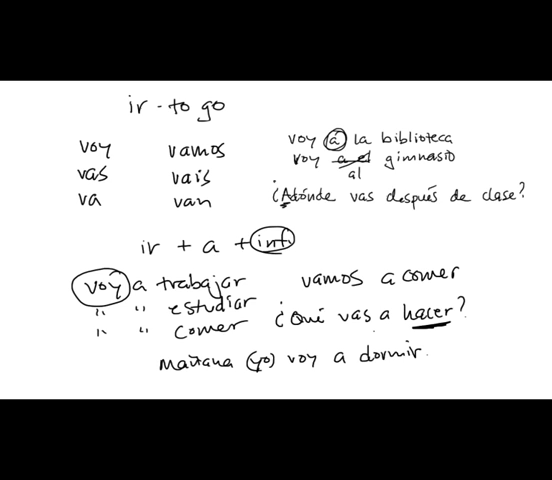 ir - to go
voy vamos
vas vais
va van
voy a la biblioteca
voy a el gimnasio
al
¿Adónde vas después de clase?
ir + a + inf.
voy a trabajar
" " estudiar
" " comer
vamos a comer
¿Qué vas a hacer?
mañana (yo) voy a dormir.